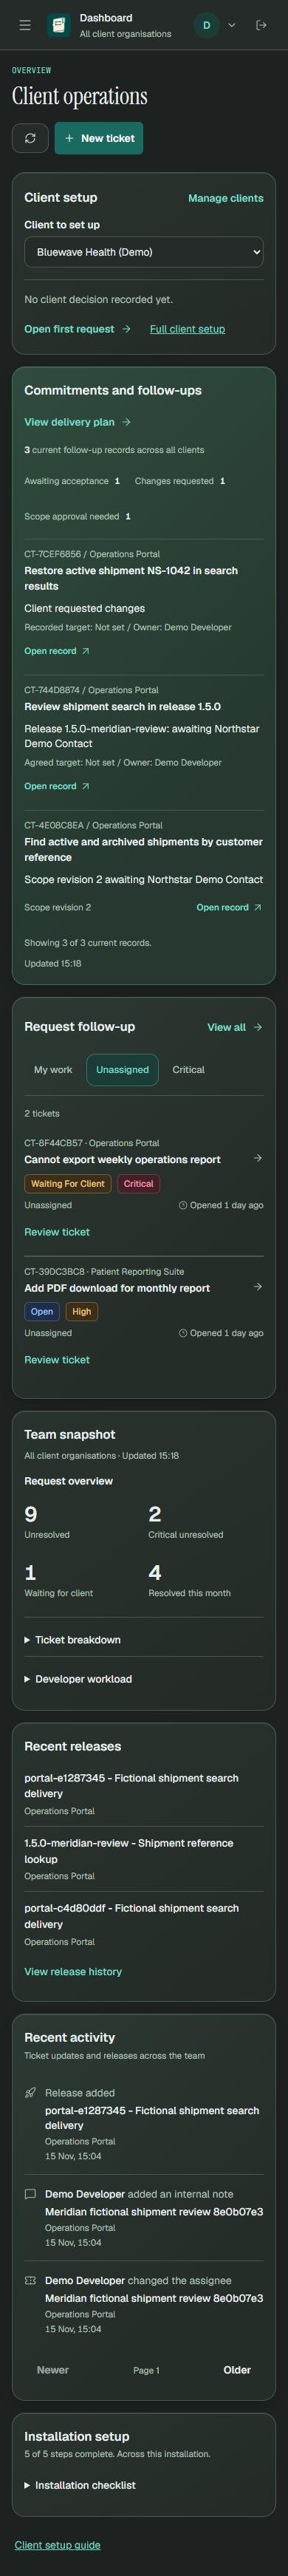 Dashboard
All client organisations
D
OVERVIEW
Client operations
New ticket
Client setup
Manage clients
Client to set up
Bluewave Health (Demo)
No client decision recorded yet.
Open first request
Full client setup
Commitments and follow-ups
View delivery plan
3 current follow-up records across all clients
Awaiting acceptance 1
Changes requested 1
Scope approval needed 1
CT-7CEF6856 / Operations Portal
Restore active shipment NS-1042 in search
results
Client requested changes
Recorded target: Not set / Owner: Demo Developer
Open record
CT-744D8874 / Operations Portal
Review shipment search in release 1.5.0
Release 1.5.0-meridian-review: awaiting Northstar
Demo Contact
Agreed target: Not set / Owner: Demo Developer
Open record
CT-4E08C8EA / Operations Portal
Find active and archived shipments by customer
reference
Scope revision 2 awaiting Northstar Demo Contact
Scope revision 2
Open record
Showing 3 of 3 current records.
Updated 15:18
Request follow-up
View all
My work
Unassigned
Critical
2 tickets
CT-8F44CB57 · Operations Portal
Cannot export weekly operations report
Waiting For Client
Critical
Unassigned
Opened 1 day ago
Review ticket
CT-39DC3BC8 · Patient Reporting Suite
Add PDF download for monthly report
Open
High
Unassigned
Opened 1 day ago
Review ticket
Team snapshot
All client organisations · Updated 15:18
Request overview
9
Unresolved
2
Critical unresolved
1
Waiting for client
4
Resolved this month
Ticket breakdown
Developer workload
Recent releases
portal-e1287345 - Fictional shipment search
delivery
Operations Portal
1.5.0-meridian-review - Shipment reference
lookup
Operations Portal
portal-c4d80ddf - Fictional shipment search
delivery
Operations Portal
View release history
Recent activity
Ticket updates and releases across the team
Release added
portal-e1287345 - Fictional shipment search
delivery
Operations Portal
15 Nov, 15:04
Demo Developer added an internal note
Meridian fictional shipment review 8e0b07e3
Operations Portal
15 Nov, 15:04
Demo Developer changed the assignee
Meridian fictional shipment review 8e0b07e3
Operations Portal
15 Nov, 15:04
Newer
Page 1
Older
Installation setup
5 of 5 steps complete. Across this installation.
Installation checklist
Client setup guide